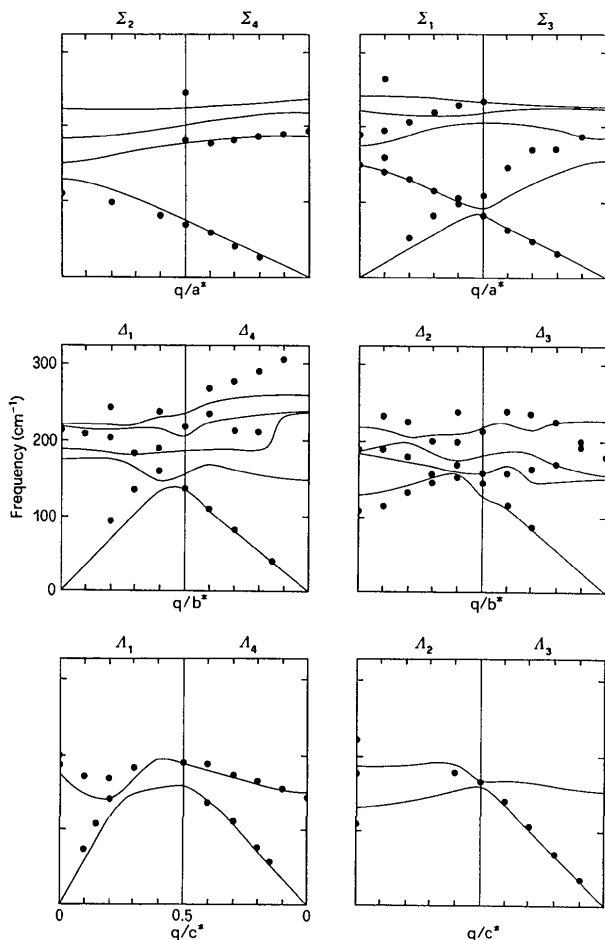 Σ₂ Σ₄ Σ₁ Σ₃
q/a* q/a*
Δ₁ Δ₄ Δ₂ Δ₃
300
200
100
0
Frequency (cm⁻¹)
q/b* q/b*
Λ₁ Λ₄ Λ₂ Λ₃
0 0.5 0
q/c* q/c*